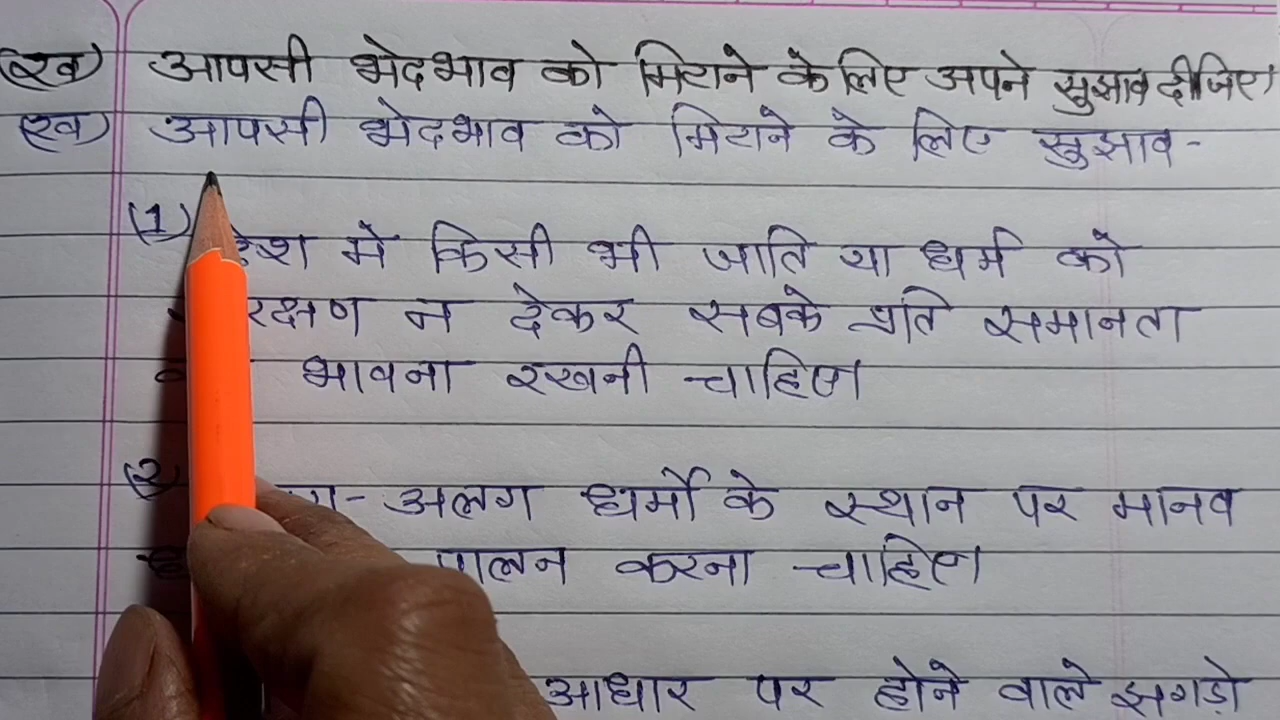 (ख) आपसी भेदभाव को मिटाने के लिए अपने सुझाव दीजिए।
ख) आपसी भेदभाव को मिटाने के लिए सुझाव-
(1) देश में किसी भी जाति या धर्म को
रक्षण न देकर सबके प्रति समानता
भावना रखनी चाहिए।
(2) अलग धर्मों के स्थान पर मानव
पालन करना चाहिए।
आधार पर होने वाले झगड़ो